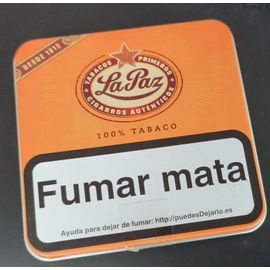 DESDE 1813
TABACOS PRIMEROS
La Paz
CIGARROS AUTÉNTICOS
100% TABACO
Fumar mata
Ayuda para dejar de fumar: http://puedesDejarlo.es